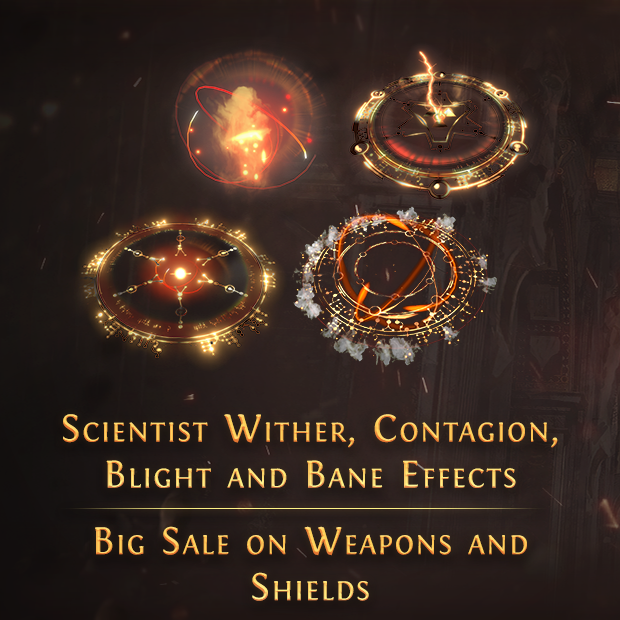 Scientist Wither, Contagion,
Blight and Bane Effects
Big Sale on Weapons and
Shields